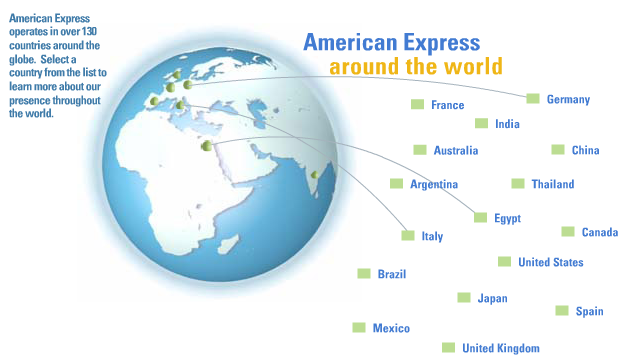 American Express
operates in over 130
countries around the
globe. Select a
country from the list to
learn more about our
presence throughout
the world.
American Express
around the world
Germany
France
India
Australia
China
Argentina
Thailand
Egypt
Canada
Italy
United States
Brazil
Japan
Spain
Mexico
United Kingdom